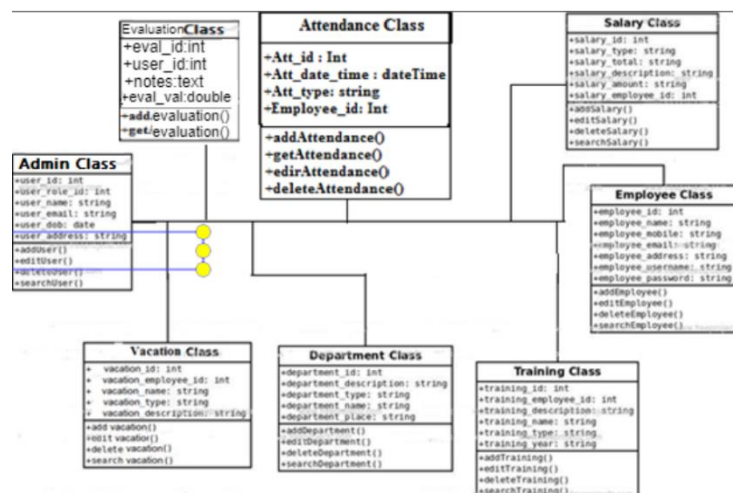 Evaluation Class
+eval_id:int
+user_id:int
+notes:text
+eval_val:double
+add.evaluation()
+get/evaluation()
Attendance Class
+Att_id : Int
+Att_date_time : dateTime
+Att_type: string
+Employee_id: Int
+addAttendance()
+getAttendance()
+edirAttendance()
+deleteAttendance()
Salary Class
+salary_id: int
+salary_type: string
+salary_total: string
+salary_description: string
+salary_amount: string
+salary_employee_id: int
+addSalary()
+editSalary()
+deleteSalary()
+searchSalary()
Admin Class
+user_id: int
+user_role_id: int
+user_name: string
+user_email: string
+user_dob: date
+user_address: string
+addUser()
+editUser()
+deleteUser()
+searchUser()
Employee Class
+employee_id: int
+employee_name: string
+employee_mobile: string
+employee_email: string
+employee_address: string
+employee_username: string
+employee_password: string
+addEmployee()
+editEmployee()
+deleteEmployee()
+searchEmployee()
Vacation Class
+ vacation_id: int
+ vacation_employee_id: int
+ vacation_name: string
+ vacation_type: string
+ vacation_description: string
+add vacation()
+edit vacation()
+delete vacation()
+search vacation()
Department Class
+department_id: int
+department_description: string
+department_type: string
+department_name: string
+department_place: string
+addDepartment()
+editDepartment()
+deleteDepartment()
+searchDepartment()
Training Class
+training_id: int
+training_employee_id: int
+training_description: string
+training_name: string
+training_type: string
+training_year: string
+addTraining()
+editTraining()
+deleteTraining()
+searchTraining()